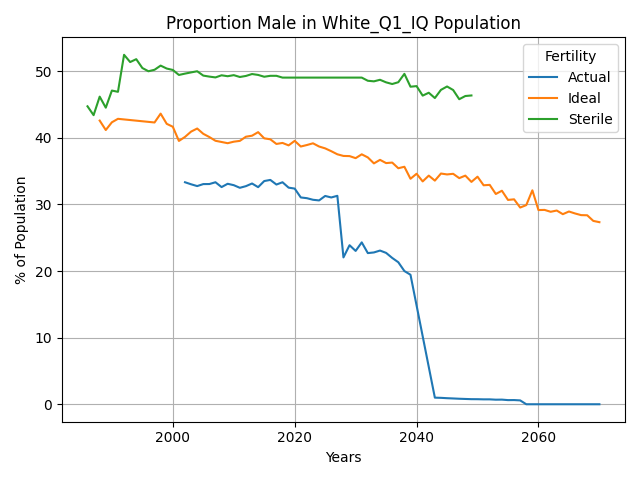 Proportion Male in White_Q1_IQ Population
Fertility
Actual
Ideal
Sterile
% of Population
50
40
30
20
10
0
2000
2020
2040
2060
Years